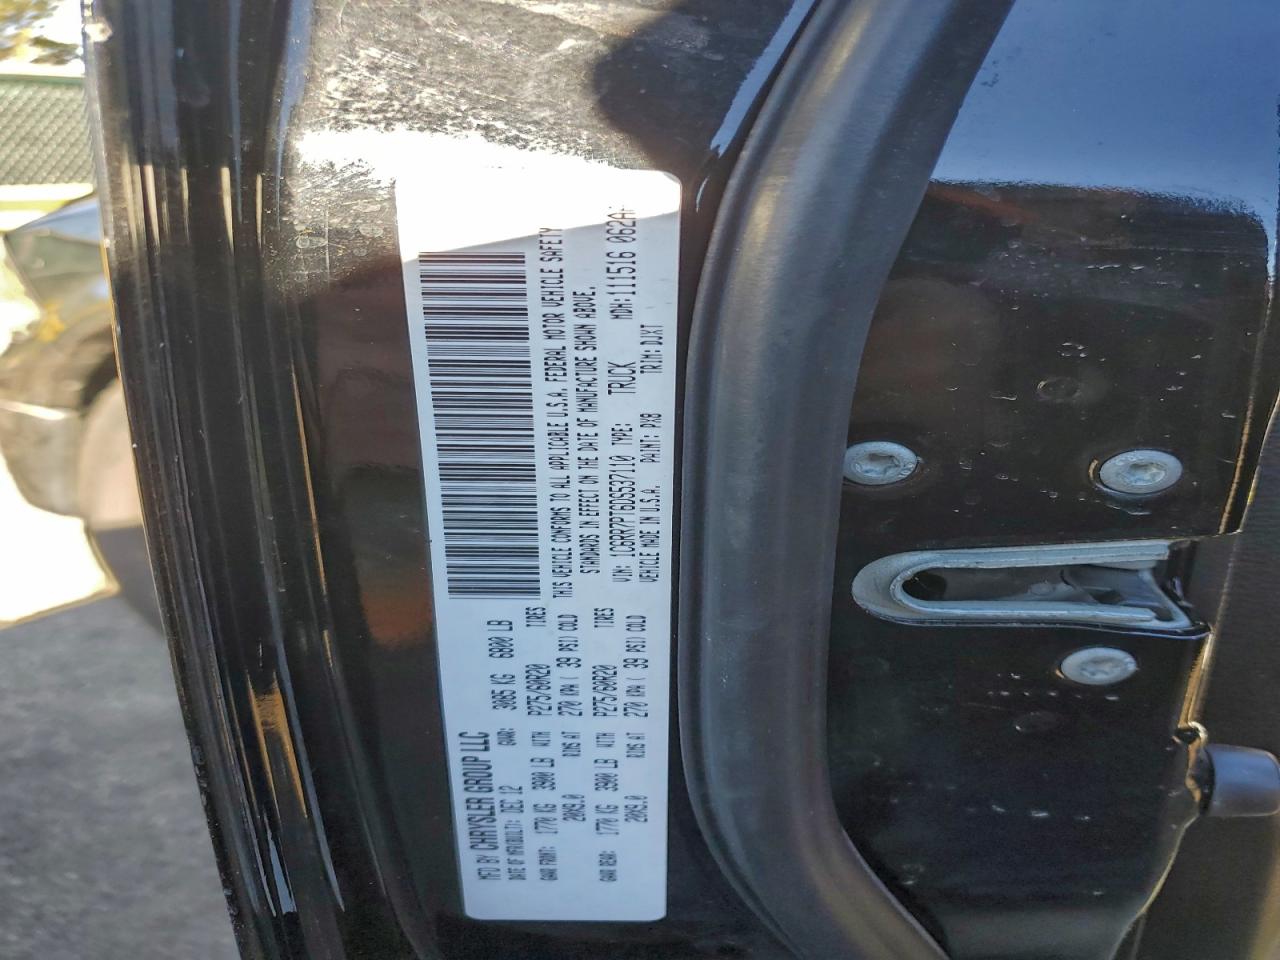 MFD BY CHRYSLER GROUP LLC
DATE OF MFR(BUILT): DEC 12 GVWR: 3085 KG 6800 LB
GAWR FRONT: 1770 KG 3900 LB WITH P275/60R20 TIRES
20X9.0 RIMS AT 270 KPA( 39 PSI) COLD
GAWR REAR: 1770 KG 3900 LB WITH P275/60R20 TIRES
20X9.0 RIMS AT 270 KPA( 39 PSI) COLD
THIS VEHICLE CONFORMS TO ALL APPLICABLE U.S.A. FEDERAL MOTOR VEHICLE SAFETY
STANDARDS IN EFFECT ON THE DATE OF MANUFACTURE SHOWN ABOVE.
VIN: 1C6RR7PT6DS537110 TYPE: TRUCK MDH: 111516 062A
VEHICLE MADE IN U.S.A. PAINT: PX8 TRIM: DJXT